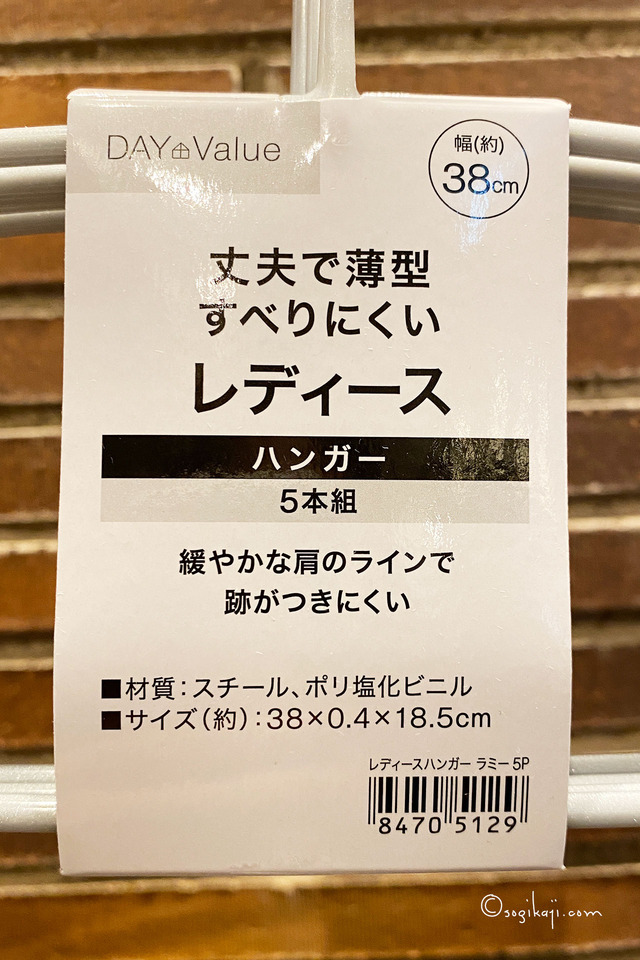 DAY Value
幅(約)
38cm
丈夫で薄型
すべりにくい
レディース
ハンガー
5本組
緩やかな肩のラインで
跡がつきにくい
■材質：スチール、ポリ塩化ビニル
■サイズ(約)：38×0.4×18.5cm
レディースハンガー ラミー 5P
8470 5129
©sogikaji.com